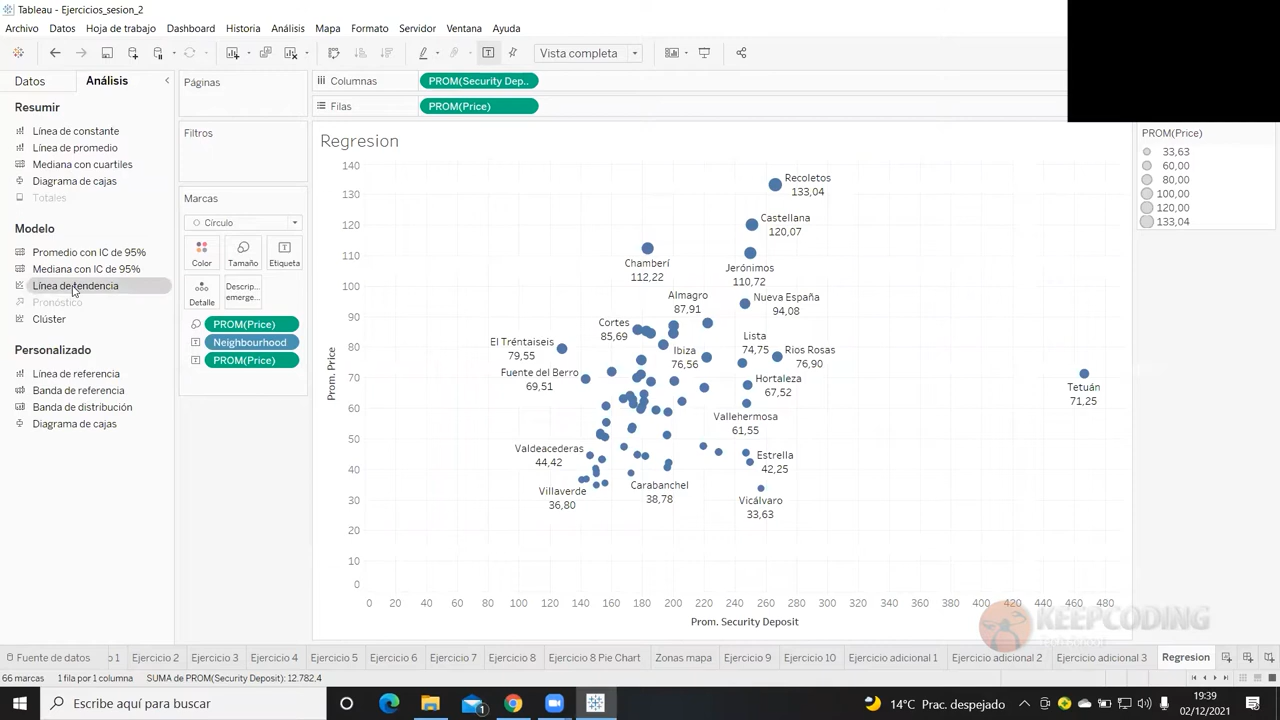 Tableau - Ejercicios_sesion_2
Archivo Datos Hoja de trabajo Dashboard Historia Análisis Mapa Formato Servidor Ventana Ayuda
Vista completa
Datos Análisis
Resumir
Línea de constante
Línea de promedio
Mediana con cuartiles
Diagrama de cajas
Totales
Modelo
Promedio con IC de 95%
Mediana con IC de 95%
Línea de tendencia
Pronóstico
Clúster
Personalizado
Línea de referencia
Banda de referencia
Banda de distribución
Diagrama de cajas
Páginas
Filtros
Marcas
Círculo
Color Tamaño Etiqueta
Detalle
Descrip... emerge...
PROM(Price)
Neighbourhood
PROM(Price)
Columnas PROM(Security Dep..
Filas PROM(Price)
Regresion
Prom. Price
140
130
120
110
100
90
80
70
60
50
40
30
20
10
0
Recoletos
133,04
Castellana
120,07
Chamberí
112,22
Jerónimos
110,72
Almagro
87,91
Nueva España
94,08
Cortes
85,69
El Tréntaiseis
79,55
Ibiza
76,56
Lista
74,75
Rios Rosas
76,90
Fuente del Berro
69,51
Hortaleza
67,52
Tetuán
71,25
Vallehermosa
61,55
Valdeacederas
44,42
Estrella
42,25
Villaverde
36,80
Carabanchel
38,78
Vicálvaro
33,63
0 20 40 60 80 100 120 140 160 180 200 220 240 260 280 300 320 340 360 380 400 420 440 460 480
Prom. Security Deposit
PROM(Price)
33,63
60,00
80,00
100,00
120,00
133,04
KEEPCODING
Tech School
Fuente de datos o 1 Ejercicio 2 Ejercicio 3 Ejercicio 4 Ejercicio 5 Ejercicio 6 Ejercicio 7 Ejercicio 8 Ejercicio 8 Pie Chart Zonas mapa Ejercicio 9 Ejercicio 10 Ejercicio adicional 1 Ejercicio adicional 2 Ejercicio adicional 3 Regresion
66 marcas 1 fila por 1 columna SUMA de PROM(Security Deposit): 12.782.4
Escribe aquí para buscar
1
14°C Prac. despejado
19:39
02/12/2021